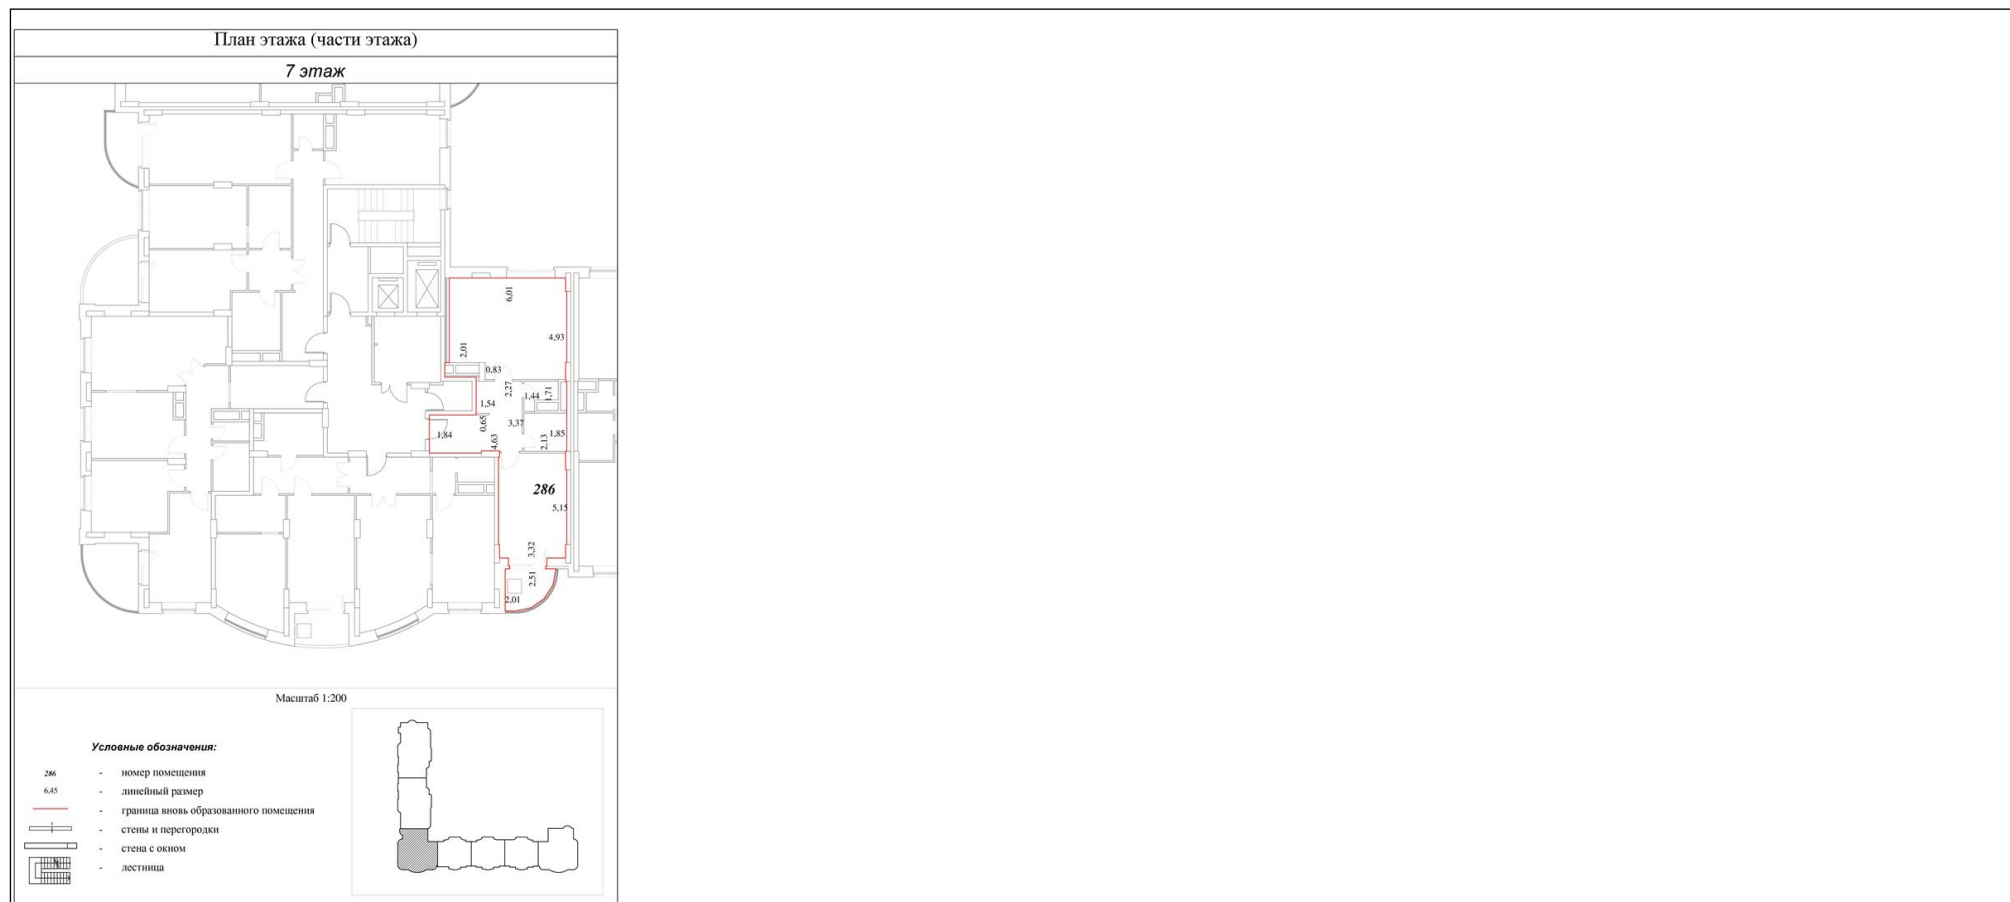 План этажа (части этажа)
7 этаж
6,01
4,93
2,01
0,83
2,27
1,44
1,71
1,54
0,65
3,37
1,84
4,63
2,13
1,85
286
5,15
3,32
2,51
2,01
Масштаб 1:200
Условные обозначения:
286 - номер помещения
6,45 - линейный размер
- граница вновь образованного помещения
- стены и перегородки
- стена с окном
- лестница